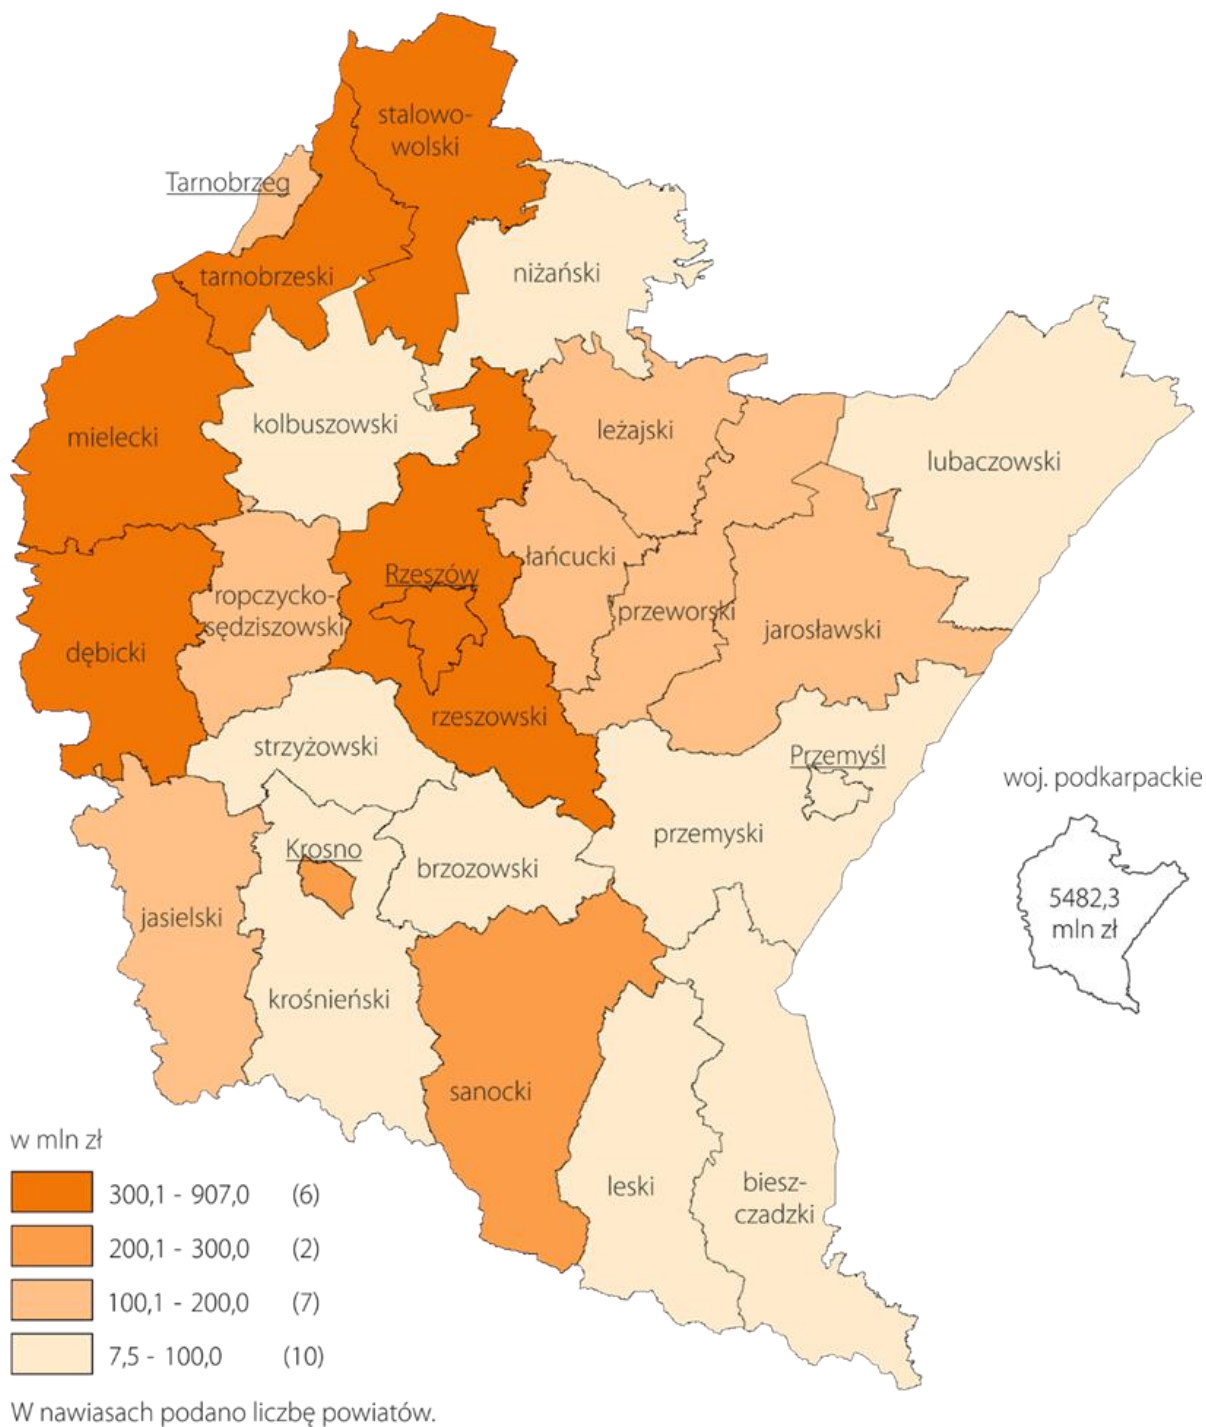 stalowo-
wolski
Tarnobrzeg
tarnobrzeski
niżański
mielecki
kolbuszowski
leżajski
lubaczowski
Rzeszów
łańcucki
ropczycko-
sędziszowski
przeworski
jarosławski
dębicki
rzeszowski
strzyżowski
Przemyśl
woj. podkarpackie
przemyski
Krosno
brzozowski
jasielski
5482,3
mln zł
krośnieński
sanocki
leski
biesz-
czadzki
w mln zł
300,1 - 907,0 (6)
200,1 - 300,0 (2)
100,1 - 200,0 (7)
7,5 - 100,0 (10)
W nawiasach podano liczbę powiatów.